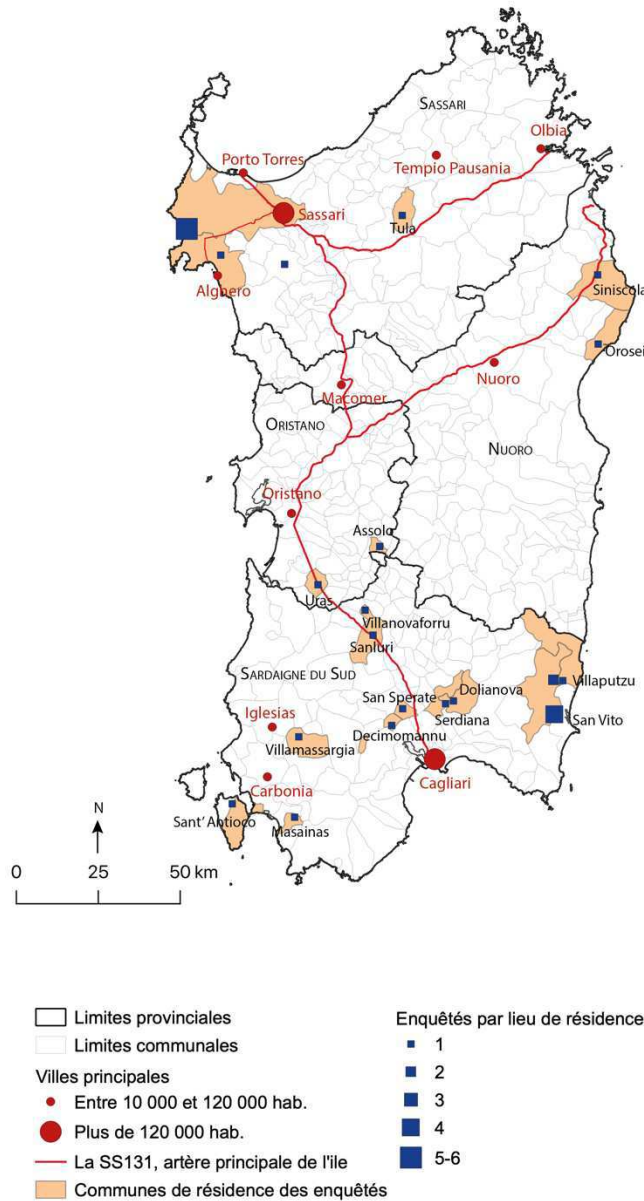 SASSARI
Olbia
Porto Torres
Tempio Pausania
Sassari
Tula
Alghero
Siniscola
Orosei
Nuoro
Macomer
ORISTANO
NUORO
Oristano
Assolo
Uras
Villanovaforru
Sanluri
SARDAIGNE DU SUD
San Sperate
Dolianova
Villaputzu
Serdiana
San Vito
Iglesias
Decimomannu
Villamassargia
Carbonia
Cagliari
N
Sant'Antioco
Masainas
0 25 50 km
Limites provinciales
Limites communales
Villes principales
Entre 10 000 et 120 000 hab.
Plus de 120 000 hab.
La SS131, artère principale de l'ile
Communes de résidence des enquêtés
Enquêtés par lieu de résidence
1
2
3
4
5-6